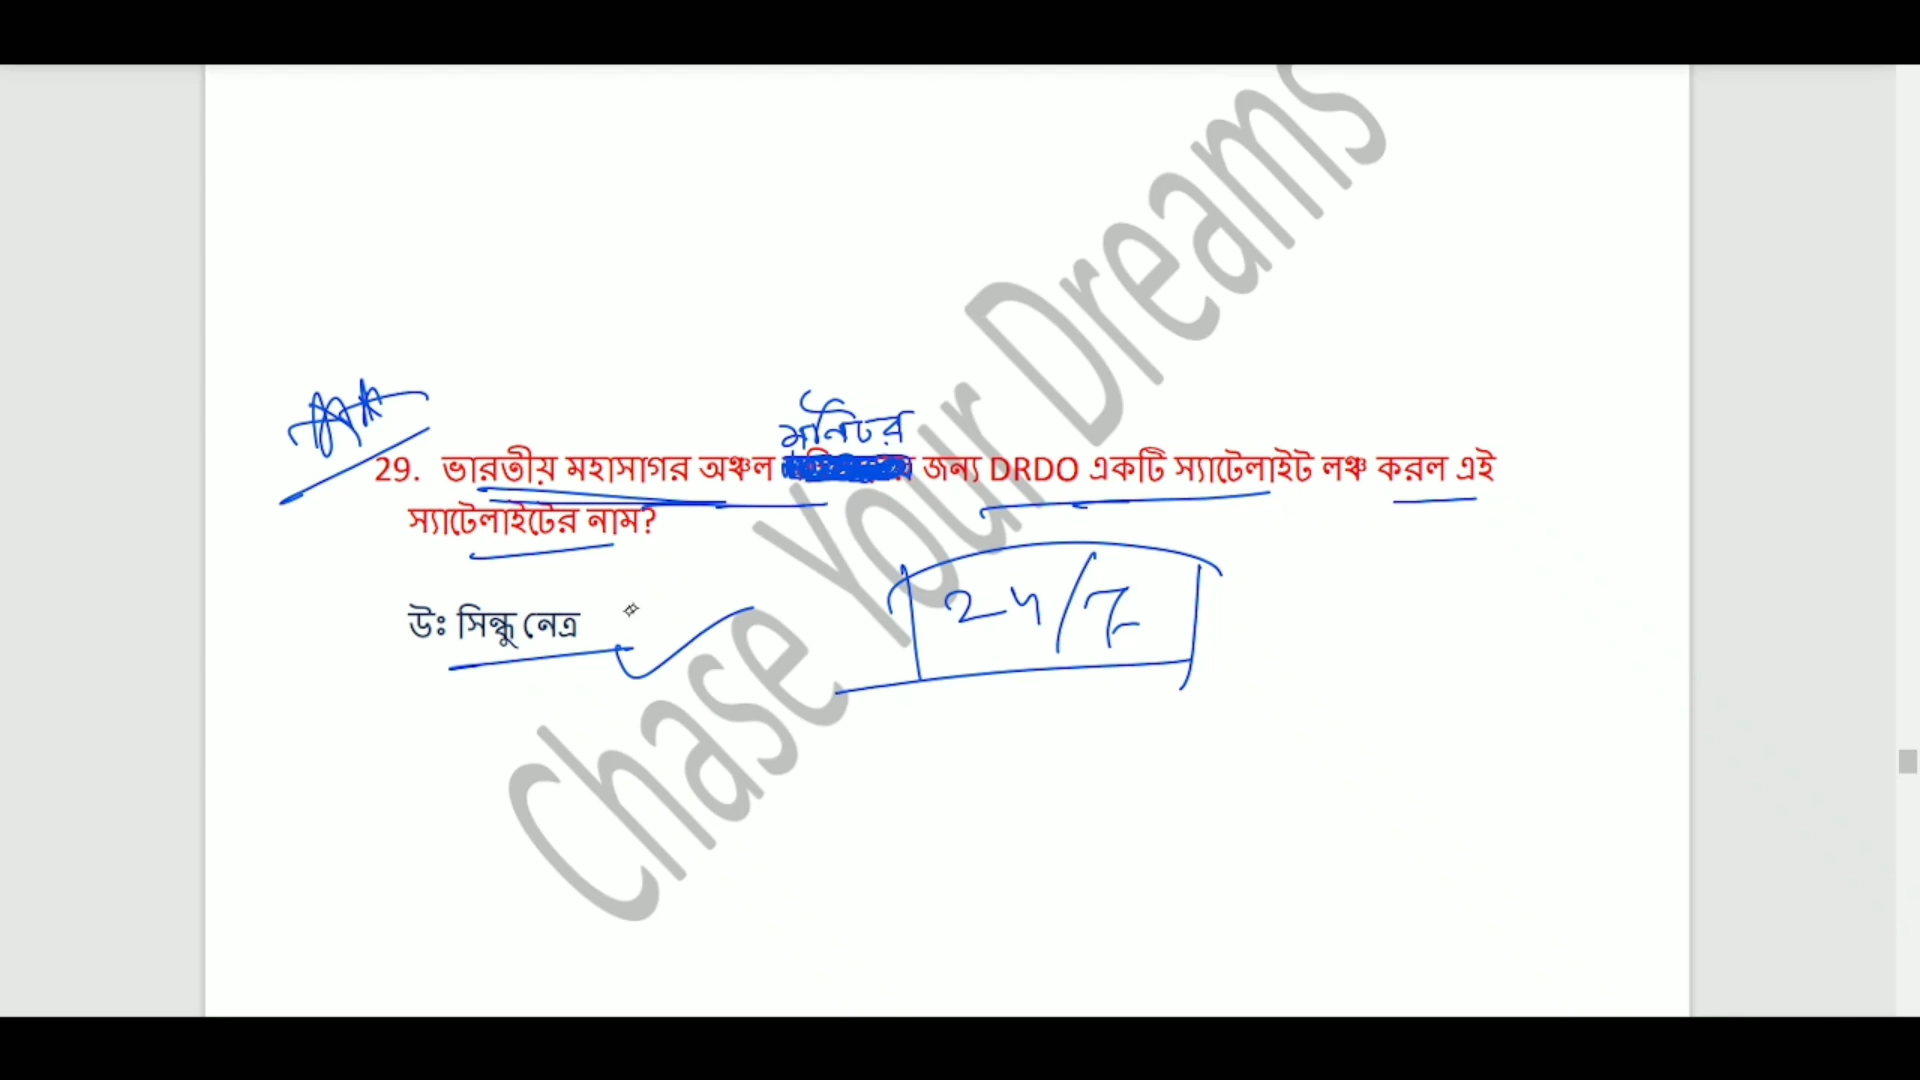 মনিটর
29. ভারতীয় মহাসাগর অঞ্চল জন্য DRDO একটি স্যাটেলাইট লঞ্চ করল এই
স্যাটেলাইটের নাম?
উঃ সিন্ধু নেত্র
24/7
Chase Your Dreams